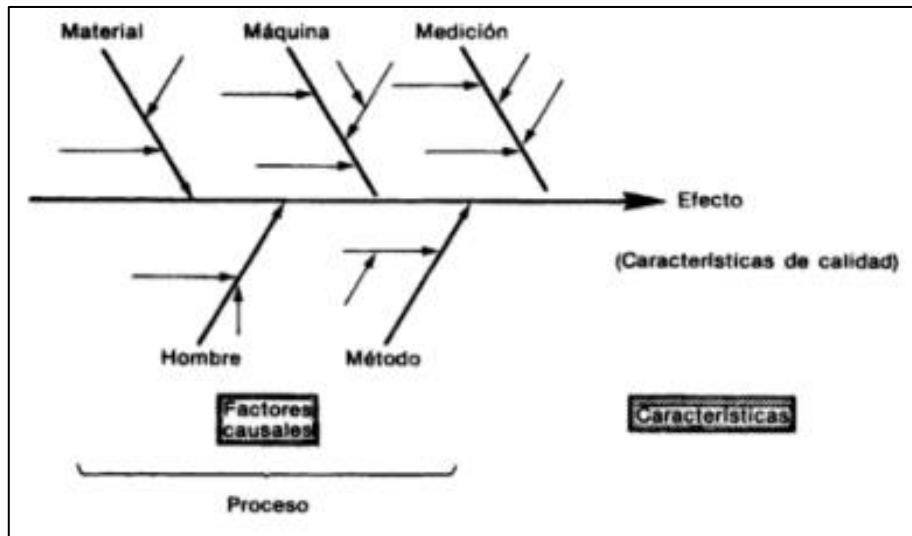 Material
Máquina
Medición
Efecto
(Características de calidad)
Hombre
Método
Factores
causales
Características
Proceso